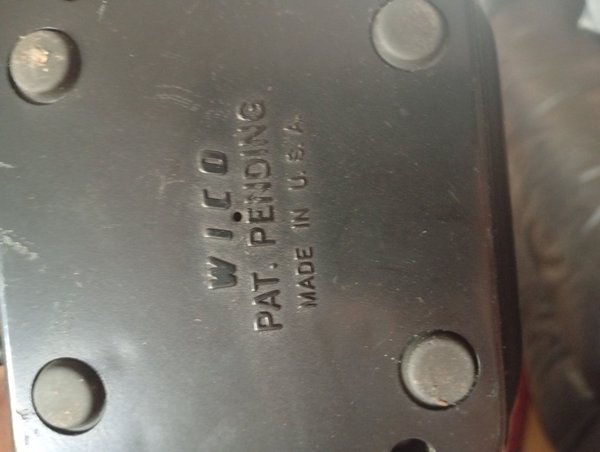 WICO
PAT. PENDING
MADE IN U.S.A.